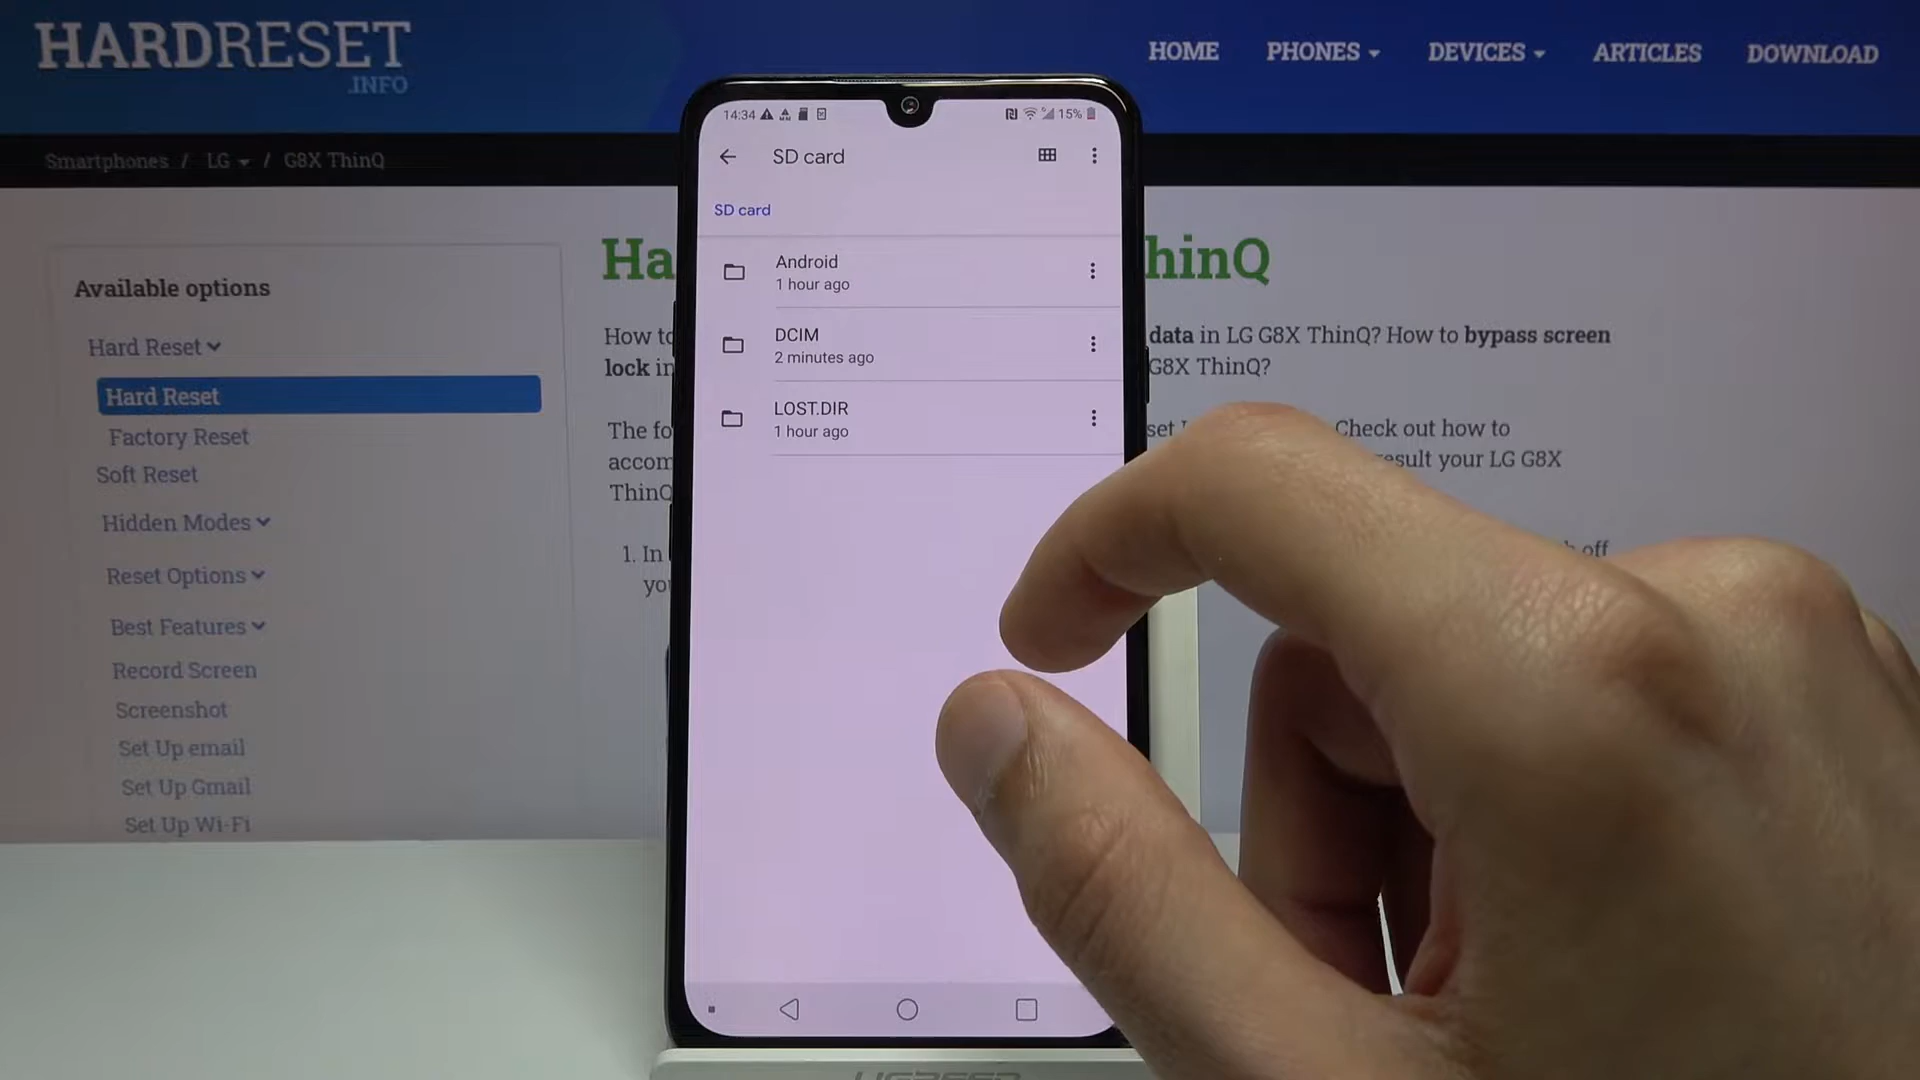 HARDRESET
.INFO
HOME PHONES DEVICES ARTICLES DOWNLOAD
Smartphones / LG / G8X ThinQ
14:34 15%
SD card
SD card
Android
1 hour ago
DCIM
2 minutes ago
LOST.DIR
1 hour ago
Available options
Hard Reset
Hard Reset
Factory Reset
Soft Reset
Hidden Modes
Reset Options
Best Features
Record Screen
Screenshot
Set Up email
Set Up Gmail
Set Up Wi-Fi
Ha hinQ
How to data in LG G8X ThinQ? How to bypass screen
lock in G8X ThinQ?
The fo set Check out how to
accom result your LG G8X
ThinQ
1. In off
you